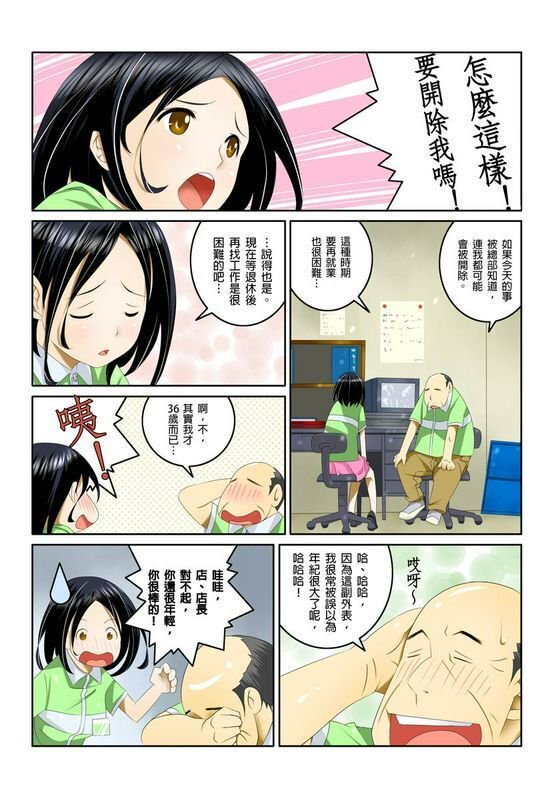 怎麼這樣！
要開除我嗎！
如果今天的事
被總部知道，
連我都可能
會被開除。
這種時期
要再就業
也很困難…
…說得也是。
現在等退休後
再找工作是很
困難的吧…
啊，不，
其實我才
36歲而已…
咦！
哎呀～
哈、哈哈，
因為這副外表，
我很常被誤以為
年紀很大了呢，
哈哈哈！
哇哇，
店、店長
對不起，
你還很年輕，
你很棒的！